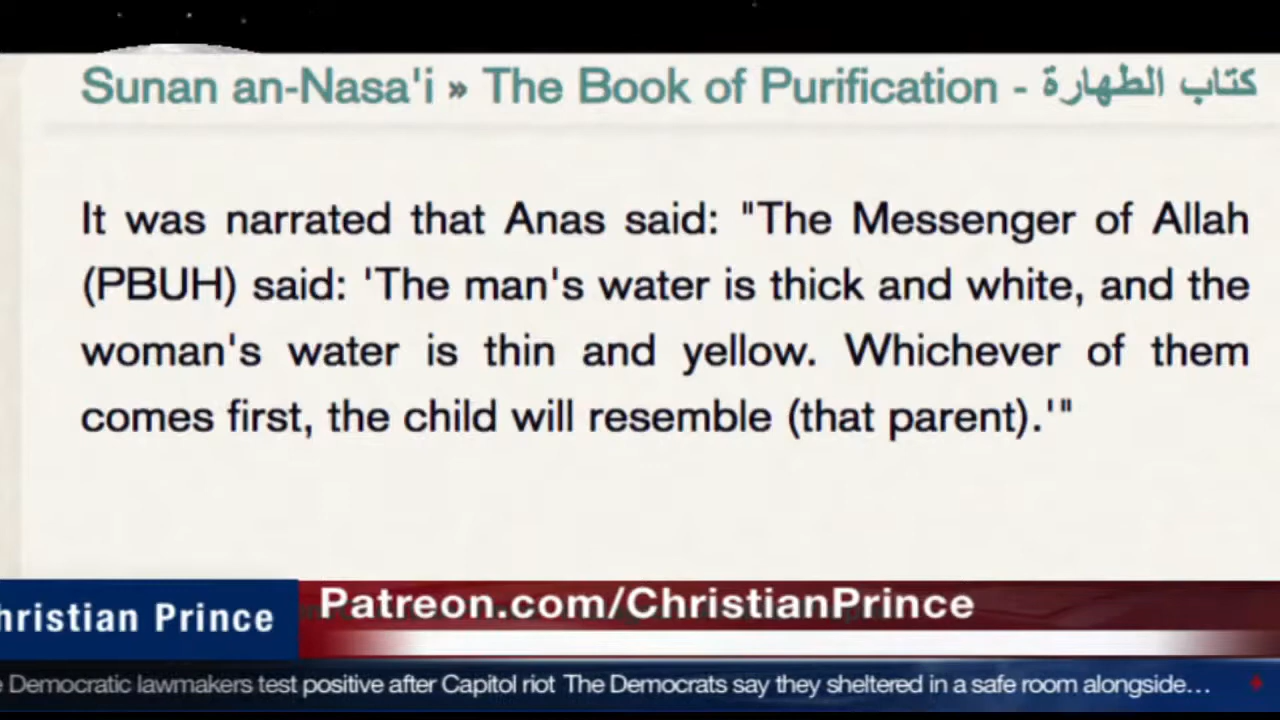 Sunan an-Nasa'i » The Book of Purification - كتاب الطهارة
It was narrated that Anas said: "The Messenger of Allah
(PBUH) said: 'The man's water is thick and white, and the
woman's water is thin and yellow. Whichever of them
comes first, the child will resemble (that parent).'"
hristian Prince
Patreon.com/ChristianPrince
e Democratic lawmakers test positive after Capitol riot The Democrats say they sheltered in a safe room alongside…